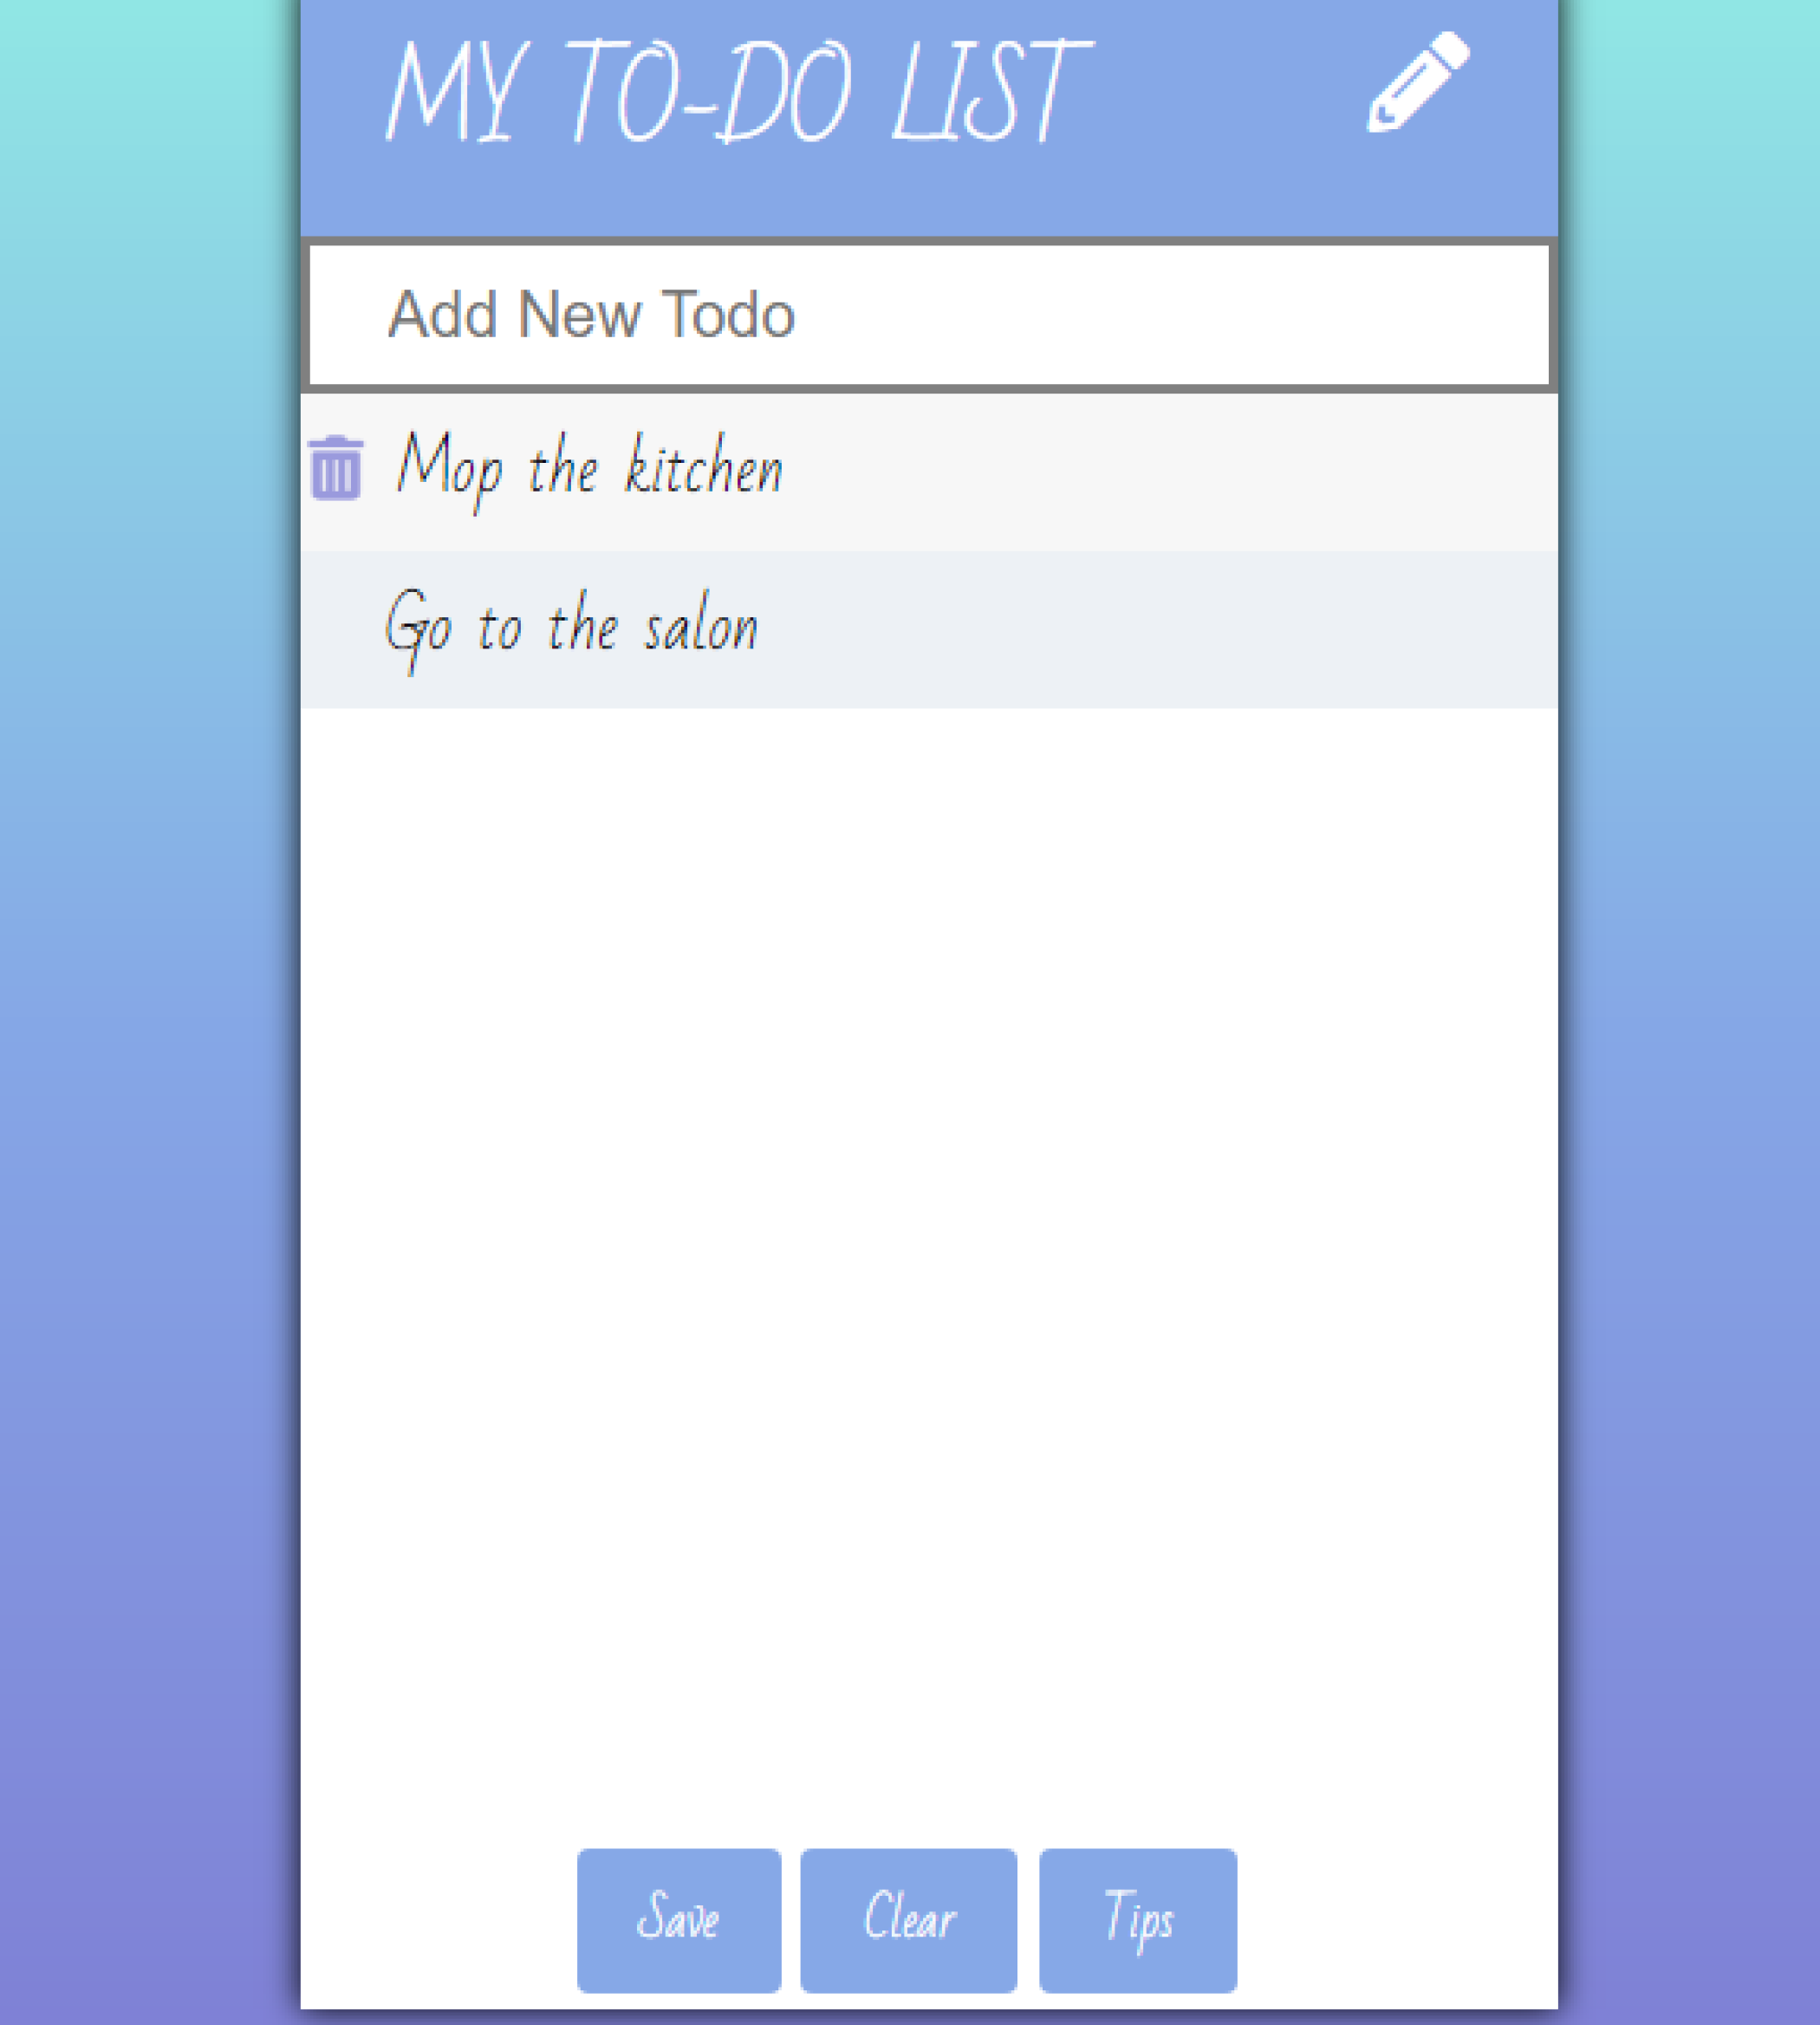 MY TO-DO LIST
Add New Todo
Mop the kitchen
Go to the salon
Save Clear Tips